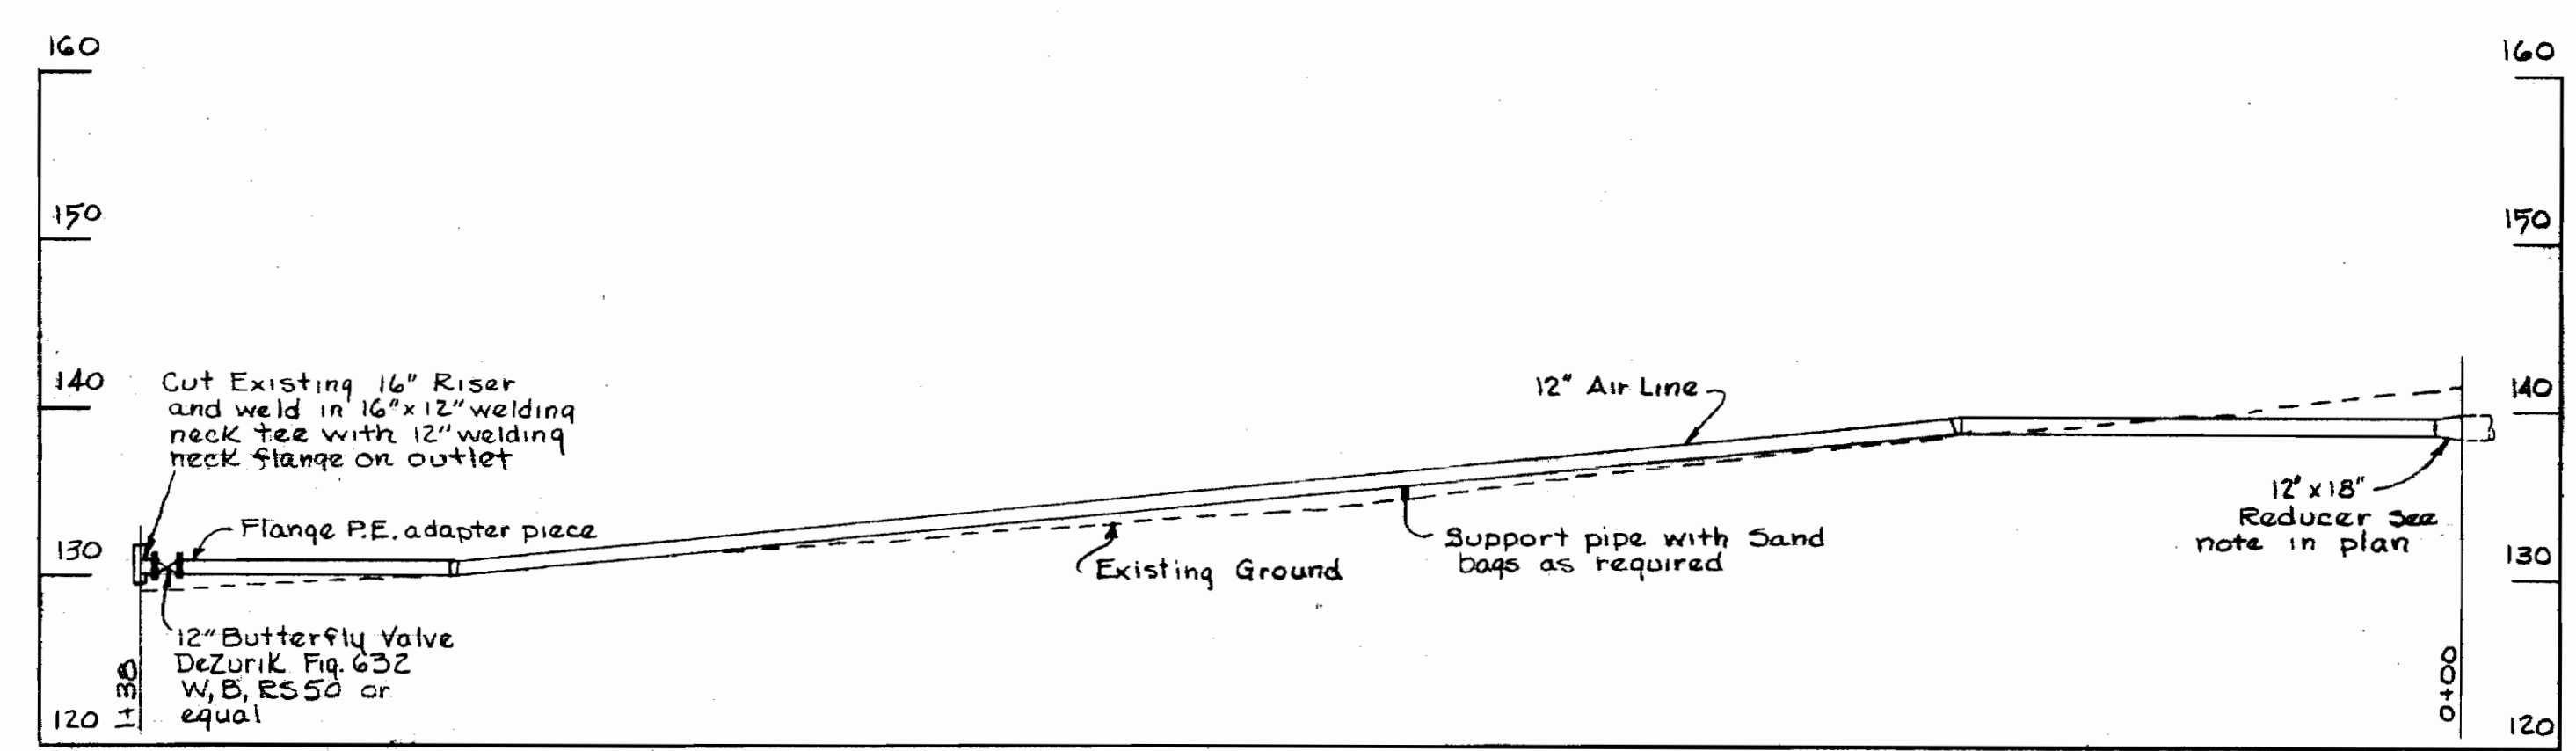 160
160
150
150
140
140
Cut Existing 16" Riser
and weld in 16"x12" welding
neck tee with 12" welding
neck flange on outlet
12" Air Line
12" x 18"
Reducer see
note in plan
Flange P.E. adapter piece
130
130
Existing Ground
Support pipe with Sand
bags as required
12" Butterfly Valve
DeZurik Fig. 632
W, B, RS50 or
equal
1+38
0+00
120
120